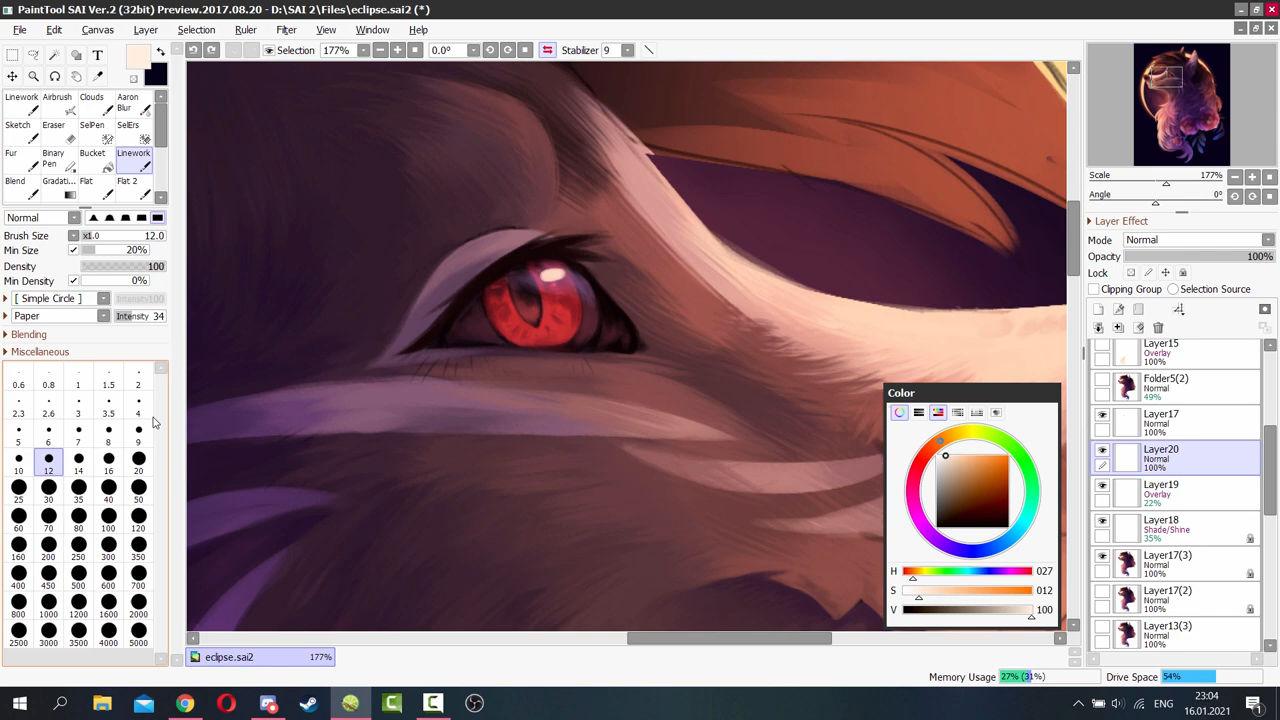 PaintTool SAI Ver.2 (32bit) Preview.2017.08.20 - D:\SAI 2\Files\eclipse.sai2 (*)
File Edit Canvas Layer Selection Ruler Filter View Window Help
Selection 177% 0.0° Stabilizer 9
Linework Airbrush Clouds Aaron Blur
Sketch Eraser SelPen SelErs
Fur Binary Pen Bucket Linework
Blend Gradati... Flat Flat 2
Normal
Brush Size x1.0 12.0
Min Size 20%
Density 100
Min Density 0%
[ Simple Circle ] Intensity100
Paper Intensity 34
Blending
Miscellaneous
0.6 0.8 1 1.5 2
2.3 2.6 3 3.5 4
5 6 7 8 9
10 12 14 16 20
25 30 35 40 50
60 70 80 100 120
160 200 250 300 350
400 450 500 600 700
800 1000 1200 1600 2000
2500 3000 3500 4000 5000
Color
H 027
S 012
V 100
Scale 177%
Angle 0°
Layer Effect
Mode Normal
Opacity 100%
Lock
Clipping Group Selection Source
Layer15
Overlay
100%
Folder5(2)
49%
Layer17
Normal
100%
Layer20
Normal
100%
Layer19
Overlay
22%
Layer18
Shade/Shine
35%
Layer17(3)
Normal
100%
Layer17(2)
Normal
100%
Layer13(3)
Normal
100%
eclipse.sai2 177%
Memory Usage 27% (31%) Drive Space 54%
ENG 23:04
16.01.2021
1